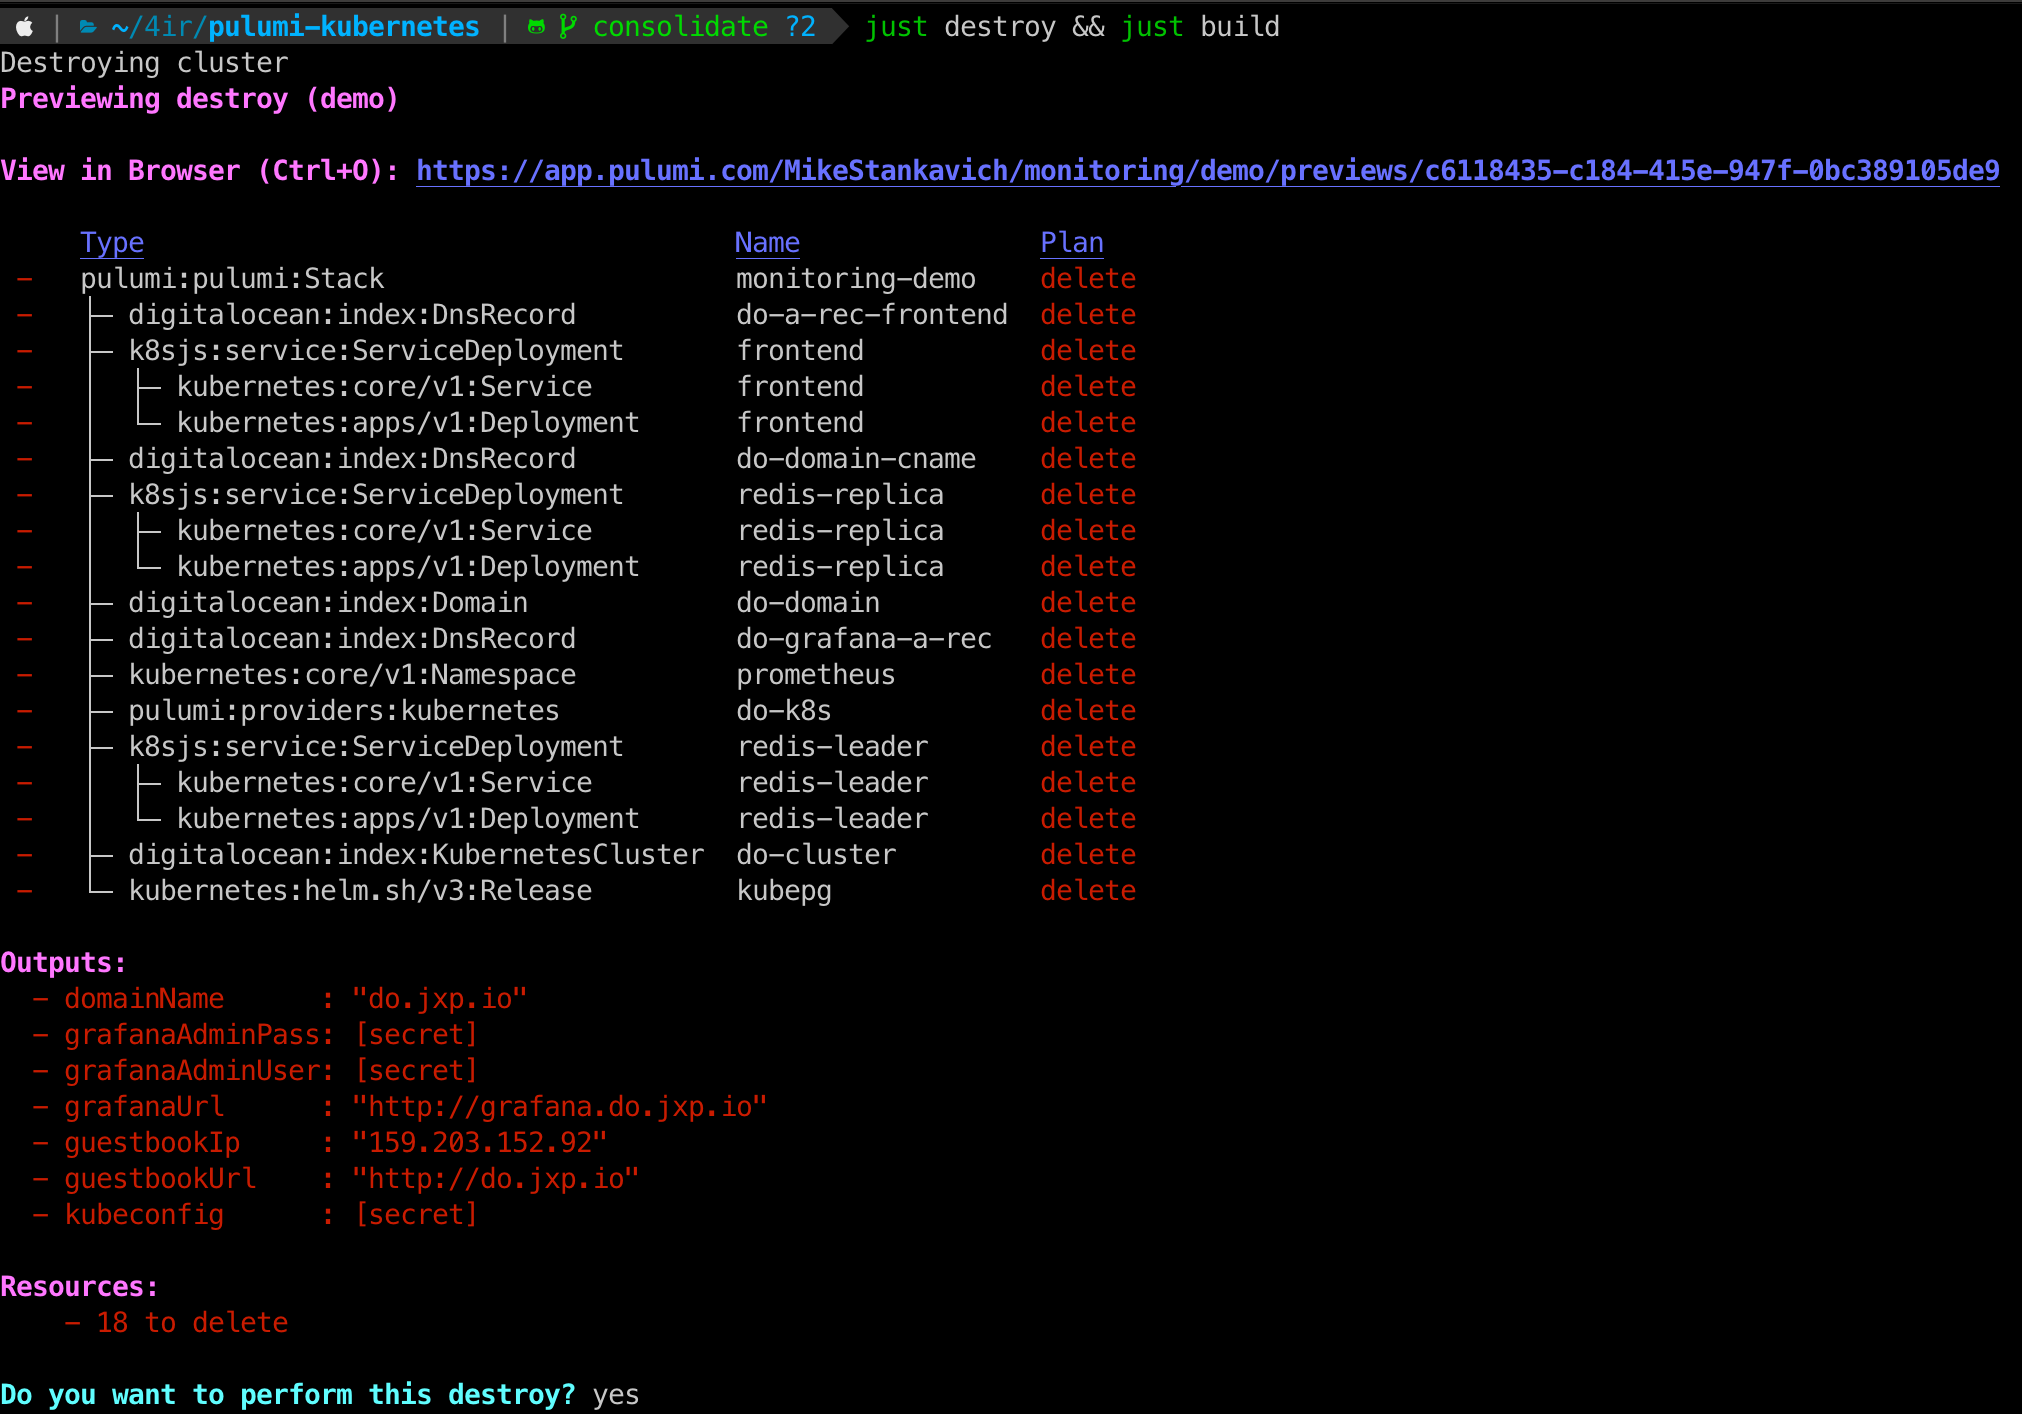 ~/4ir/pulumi-kubernetes | consolidate ?2 just destroy && just build
Destroying cluster
Previewing destroy (demo)
View in Browser (Ctrl+O): https://app.pulumi.com/MikeStankavich/monitoring/demo/previews/c6118435-c184-415e-947f-0bc389105de9
Type Name Plan
- pulumi:pulumi:Stack monitoring-demo delete
- ├─ digitalocean:index:DnsRecord do-a-rec-frontend delete
- ├─ k8sjs:service:ServiceDeployment frontend delete
- │ ├─ kubernetes:core/v1:Service frontend delete
- │ └─ kubernetes:apps/v1:Deployment frontend delete
- ├─ digitalocean:index:DnsRecord do-domain-cname delete
- ├─ k8sjs:service:ServiceDeployment redis-replica delete
- │ ├─ kubernetes:core/v1:Service redis-replica delete
- │ └─ kubernetes:apps/v1:Deployment redis-replica delete
- ├─ digitalocean:index:Domain do-domain delete
- ├─ digitalocean:index:DnsRecord do-grafana-a-rec delete
- ├─ kubernetes:core/v1:Namespace prometheus delete
- ├─ pulumi:providers:kubernetes do-k8s delete
- ├─ k8sjs:service:ServiceDeployment redis-leader delete
- │ ├─ kubernetes:core/v1:Service redis-leader delete
- │ └─ kubernetes:apps/v1:Deployment redis-leader delete
- ├─ digitalocean:index:KubernetesCluster do-cluster delete
- └─ kubernetes:helm.sh/v3:Release kubepg delete
Outputs:
- domainName : "do.jxp.io"
- grafanaAdminPass: [secret]
- grafanaAdminUser: [secret]
- grafanaUrl : "http://grafana.do.jxp.io"
- guestbookIp : "159.203.152.92"
- guestbookUrl : "http://do.jxp.io"
- kubeconfig : [secret]
Resources:
- 18 to delete
Do you want to perform this destroy? yes